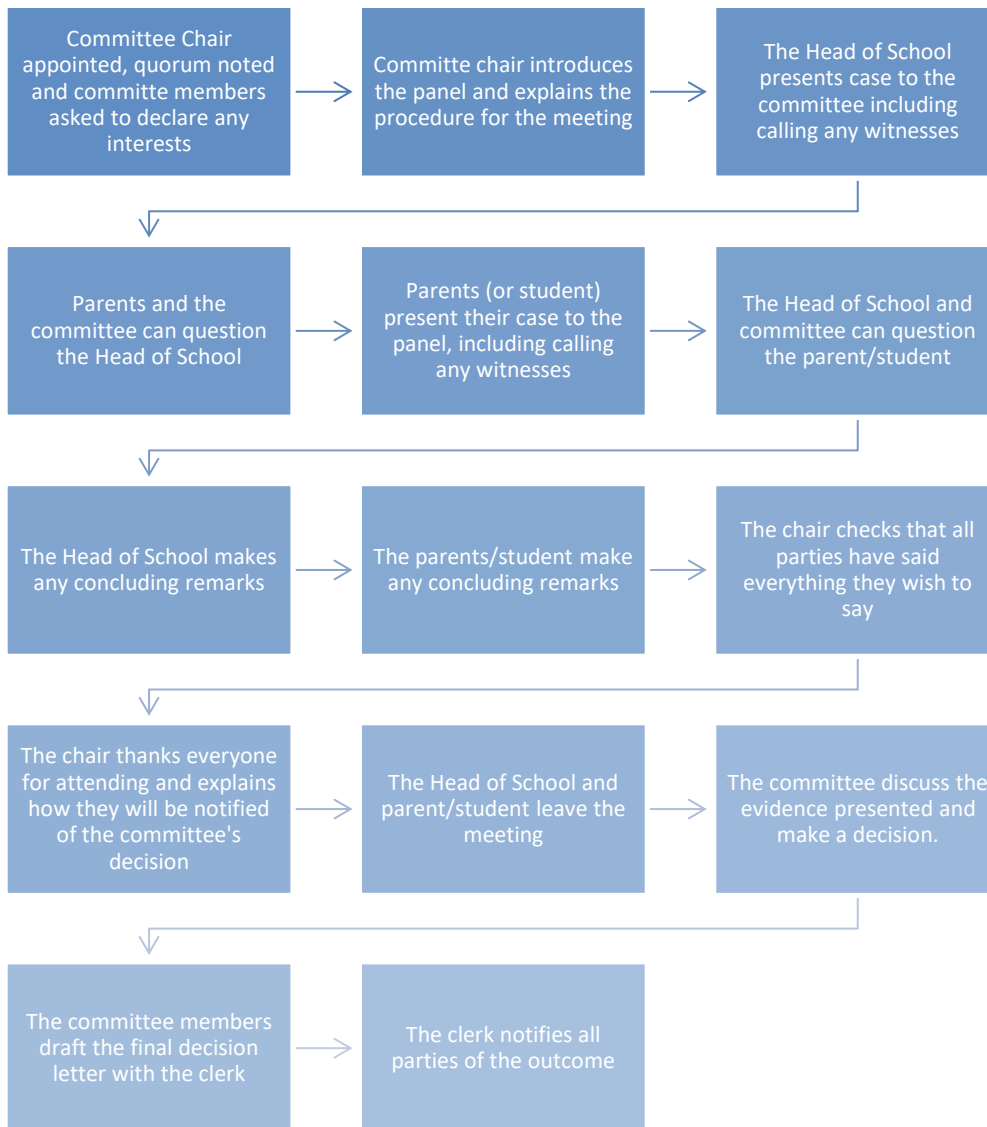 Committee Chair
appointed, quorum noted
and committe members
asked to declare any
interests
Committe chair introduces
the panel and explains the
procedure for the meeting
The Head of School
presents case to the
committee including
calling any witnesses
Parents and the
committee can question
the Head of School
Parents (or student)
present their case to the
panel, including calling
any witnesses
The Head of School and
committee can question
the parent/student
The Head of School makes
any concluding remarks
The parents/student make
any concluding remarks
The chair checks that all
parties have said
everything they wish to
say
The chair thanks everyone
for attending and explains
how they will be notified
of the committee's
decision
The Head of School and
parent/student leave the
meeting
The committee discuss the
evidence presented and
make a decision.
The committee members
draft the final decision
letter with the clerk
The clerk notifies all
parties of the outcome